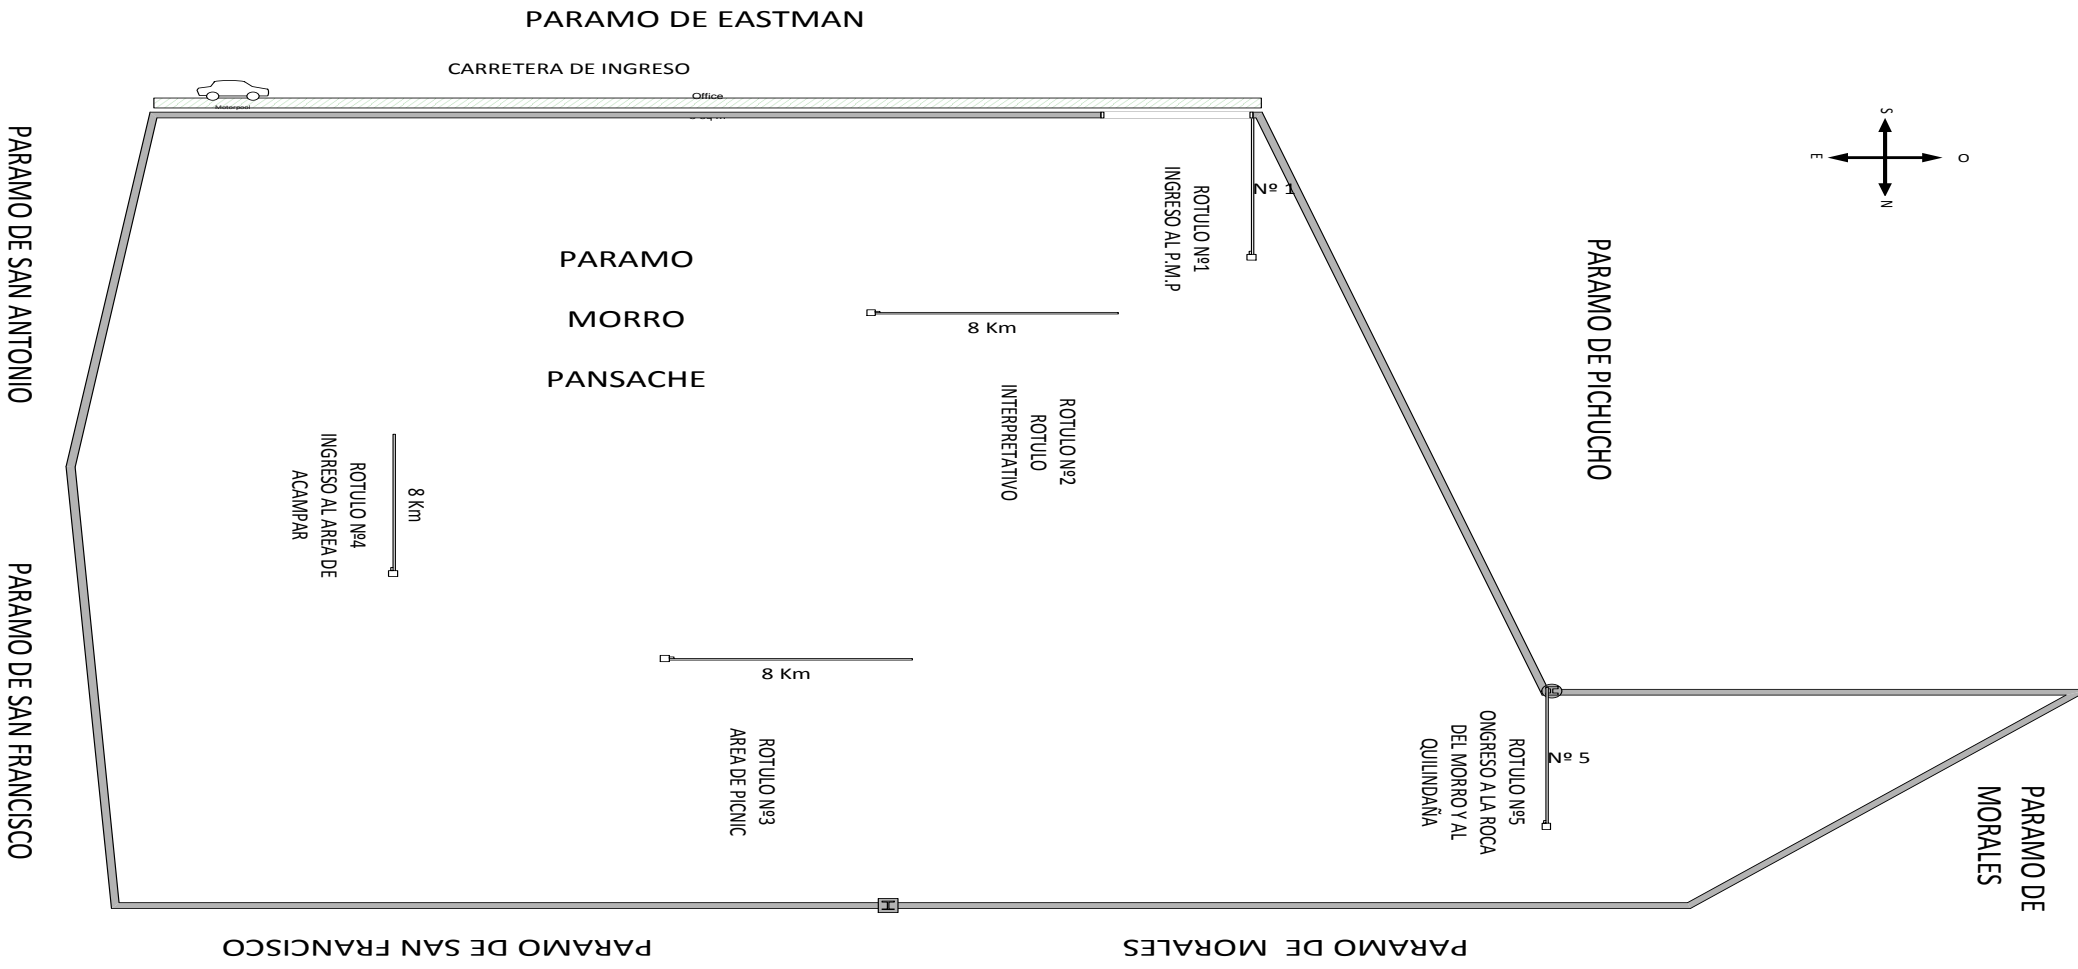 PARAMO DE EASTMAN
CARRETERA DE INGRESO
Office
Motorpool
PARAMO DE SAN ANTONIO
PARAMO DE SAN FRANCISCO
PARAMO
MORRO
PANSACHE
Nº 1
ROTULO Nº1
INGRESO AL P.M.P
8 Km
ROTULO Nº2
ROTULO
INTERPRETATIVO
8 Km
ROTULO Nº4
INGRESO AL AREA DE
ACAMPAR
8 Km
ROTULO Nº3
AREA DE PICNIC
Nº 5
ROTULO Nº5
ONGRESO A LA ROCA
DEL MORRO Y AL
QUILINDAÑA
S
E
O
N
PARAMO DE PICHUCHO
PARAMO DE
MORALES
H
H
PARAMO DE SAN FRANCISCO
PARAMO DE MORALES